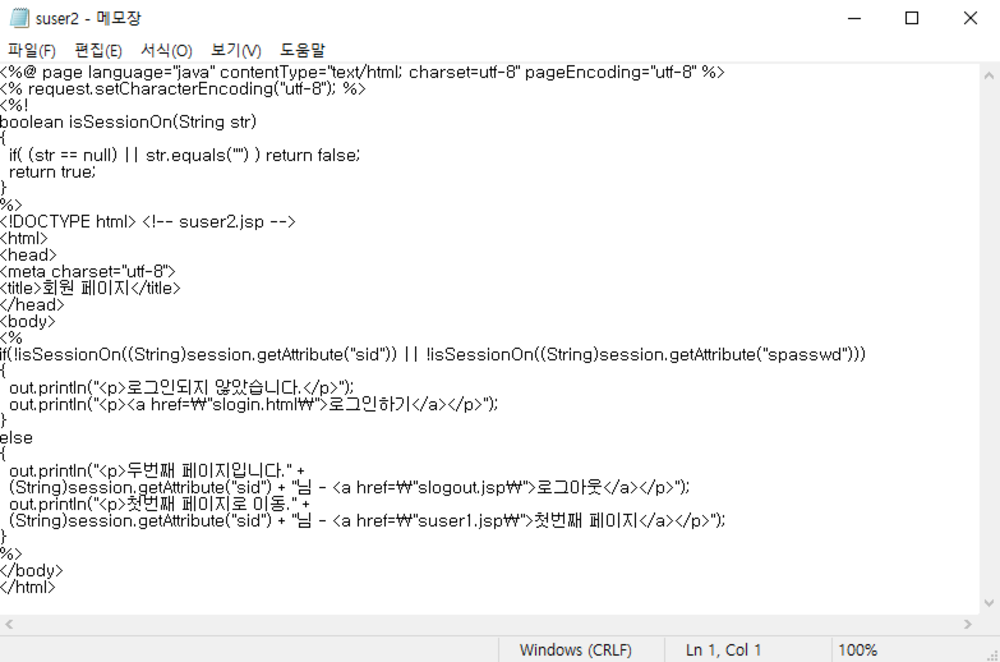 suser2 - 메모장
파일(F) 편집(E) 서식(O) 보기(V) 도움말
<%@ page language="java" contentType="text/html; charset=utf-8" pageEncoding="utf-8" %>
<% request.setCharacterEncoding("utf-8"); %>
<%!
boolean isSessionOn(String str)
{
  if( (str == null) || str.equals("") ) return false;
  return true;
}
%>
<!DOCTYPE html> <!-- suser2.jsp -->
<html>
<head>
<meta charset="utf-8">
<title>회원 페이지</title>
</head>
<body>
<%
if(!isSessionOn((String)session.getAttribute("sid")) || !isSessionOn((String)session.getAttribute("spasswd")))
{
  out.println("<p>로그인되지 않았습니다.</p>");
  out.println("<p><a href=₩"slogin.html₩">로그인하기</a></p>");
}
else
{
  out.println("<p>두번째 페이지입니다." +
  (String)session.getAttribute("sid") + "님 - <a href=₩"slogout.jsp₩">로그아웃</a></p>");
  out.println("<p>첫번째 페이지로 이동." +
  (String)session.getAttribute("sid") + "님 - <a href=₩"suser1.jsp₩">첫번째 페이지</a></p>");
}
%>
</body>
</html>
Windows (CRLF) Ln 1, Col 1 100%